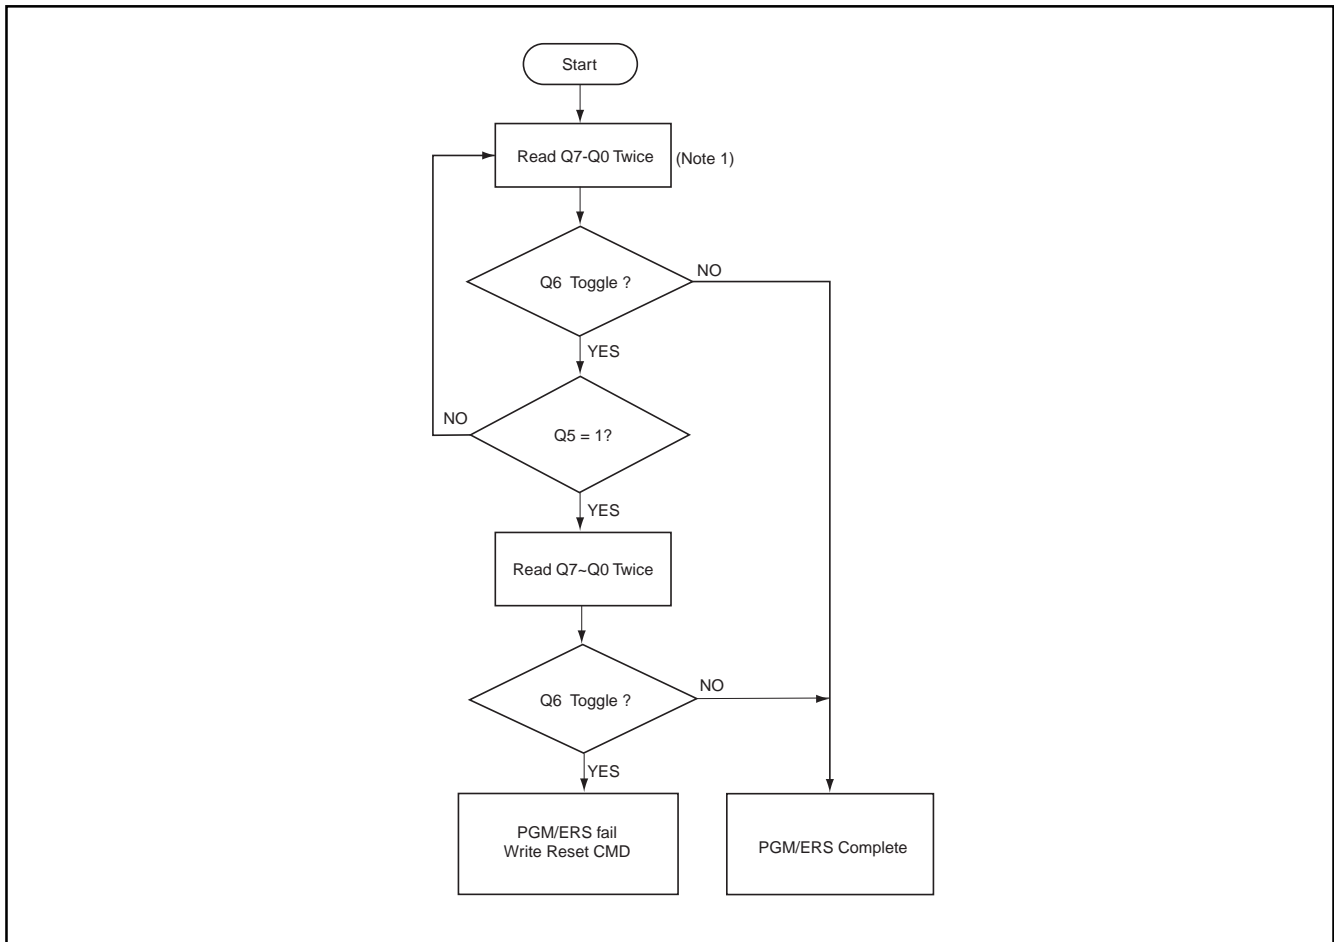 Start
Read Q7-Q0 Twice
(Note 1)
Q6 Toggle ?
NO
YES
NO
Q5 = 1?
YES
Read Q7~Q0 Twice
Q6 Toggle ?
NO
YES
PGM/ERS fail
Write Reset CMD
PGM/ERS Complete